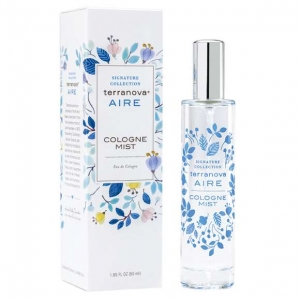 SIGNATURE
COLLECTION
terranova
AIRE
COLOGNE
MIST
Eau de Cologne
SIGNATURE
COLLECTION
terranova
AIRE
COLOGNE
MIST